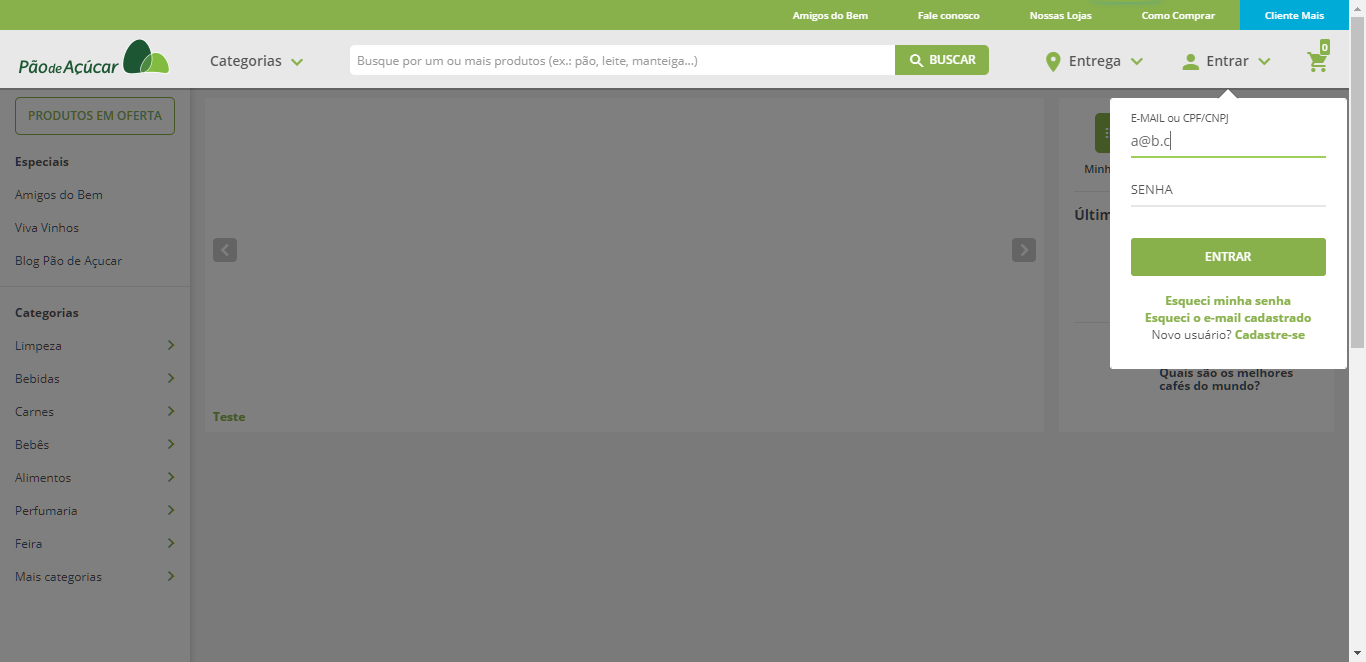 Amigos do Bem
Fale conosco
Nossas Lojas
Como Comprar
Cliente Mais
PãodeAçúcar
Categorias
Busque por um ou mais produtos (ex.: pão, leite, manteiga...)
BUSCAR
Entrega
Entrar
0
PRODUTOS EM OFERTA
Especiais
Amigos do Bem
Viva Vinhos
Blog Pão de Açucar
Categorias
Limpeza
Bebidas
Carnes
Bebês
Alimentos
Perfumaria
Feira
Mais categorias
Teste
Minh
Últim
E-MAIL ou CPF/CNPJ
a@b.c
SENHA
ENTRAR
Esqueci minha senha
Esqueci o e-mail cadastrado
Novo usuário? Cadastre-se
Quais são os melhores
cafés do mundo?